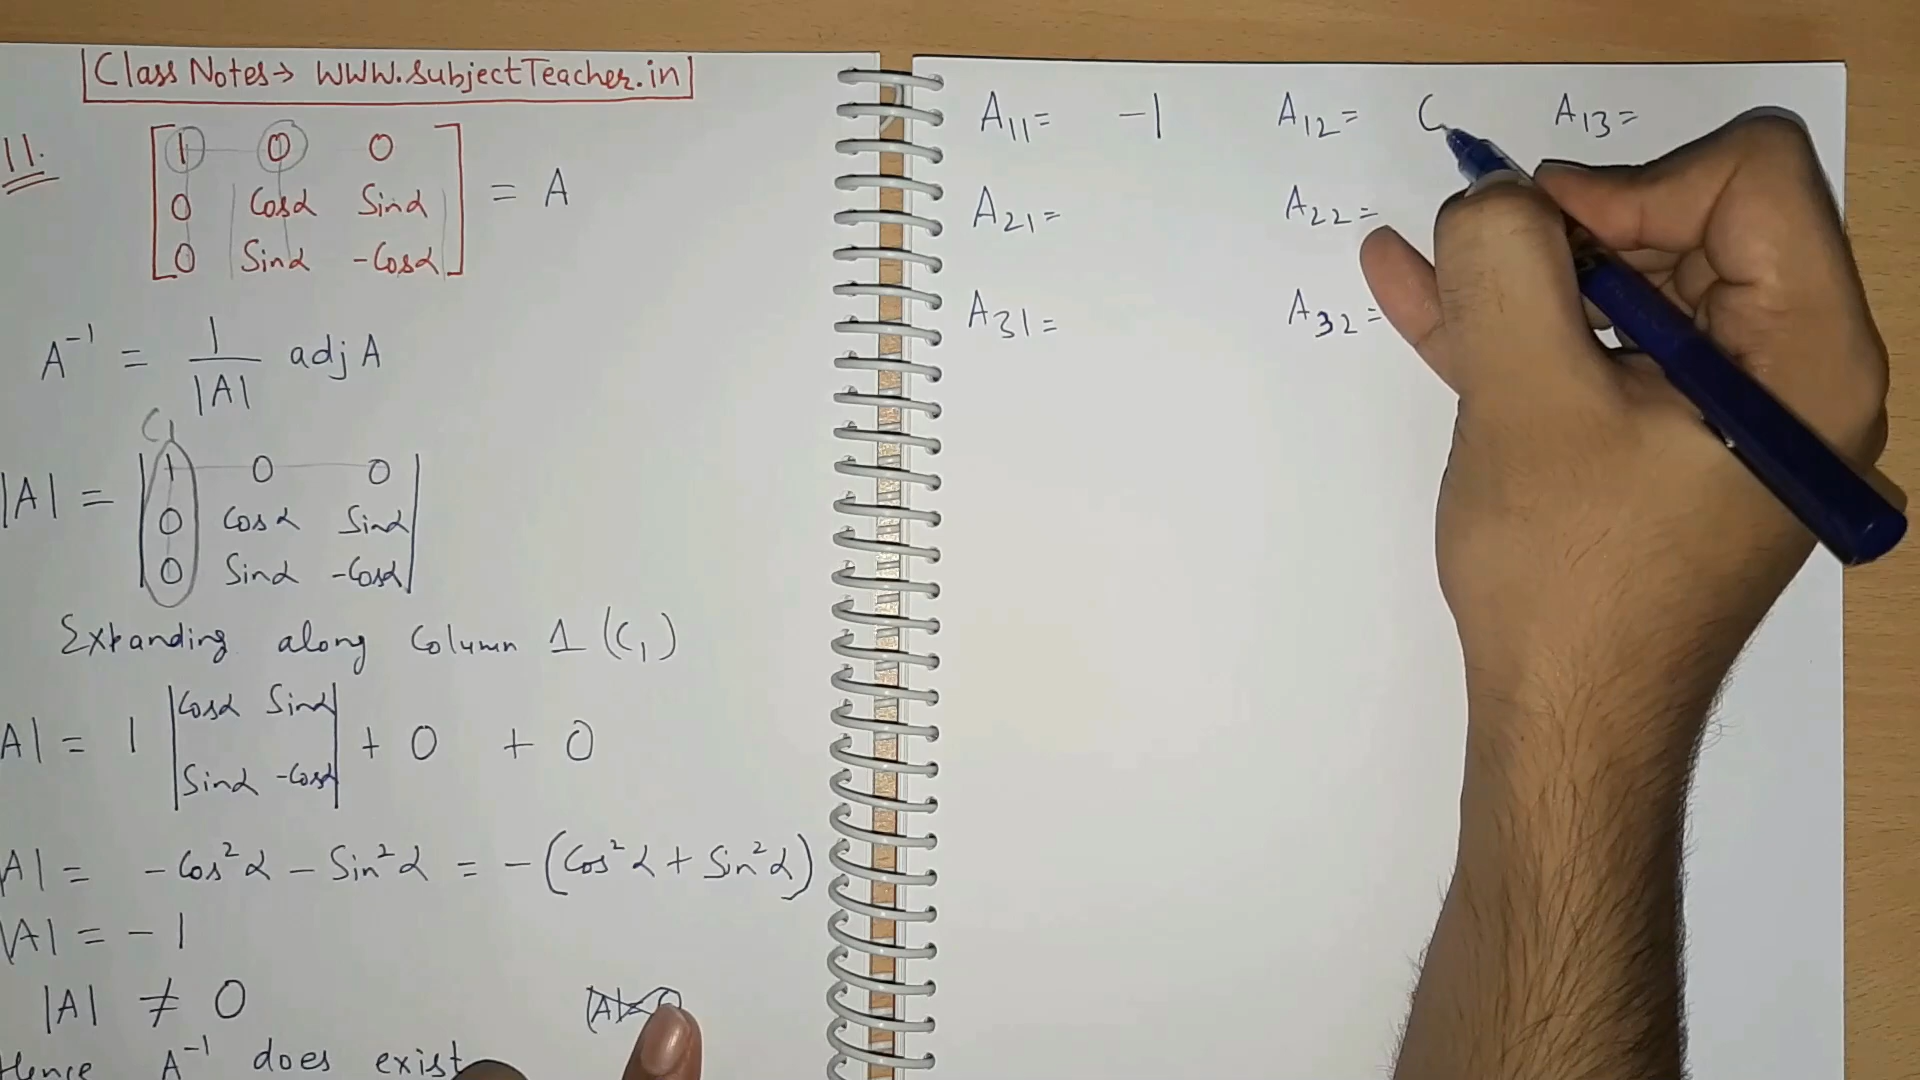 Class Notes→ WWW.SubjectTeacher.in
11.
[1 0 0
0 Cosα Sinα
0 Sinα -Cosα] = A
A⁻¹ = 1/|A| adj A
C₁
|A| = |1 0 0
0 Cosα Sinα
0 Sinα -Cosα|
Expanding along Column 1 (C₁)
A| = 1 |Cosα Sinα
Sinα -Cosα| + 0 + 0
A| = -Cos²α - Sin²α = -(Cos²α + Sin²α)
|A| = -1
|A| ≠ 0
Hence A⁻¹ does exist
A₁₁ = -1 A₁₂ = A₁₃ =
A₂₁ = A₂₂ =
A₃₁ = A₃₂ =